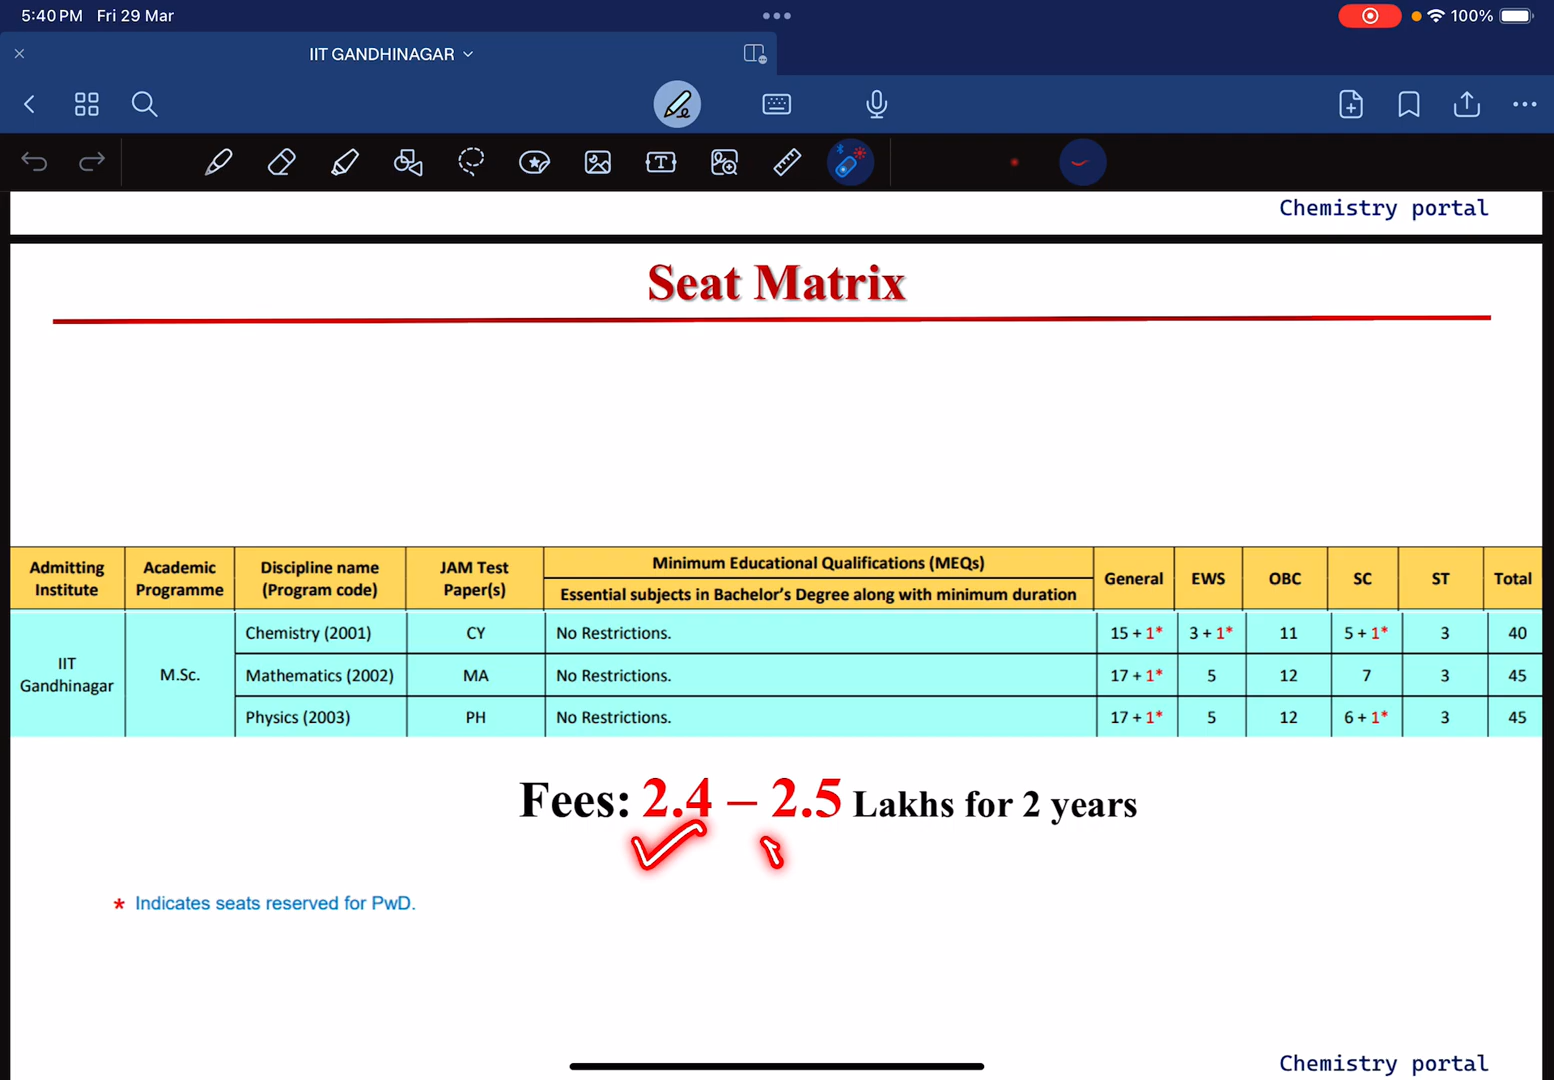 5:40 PM Fri 29 Mar
100%
IIT GANDHINAGAR
Chemistry portal
Seat Matrix
Admitting Institute Academic Programme Discipline name (Program code) JAM Test Paper(s) Minimum Educational Qualifications (MEQs) General EWS OBC SC ST Total
Essential subjects in Bachelor's Degree along with minimum duration
IIT Gandhinagar M.Sc. Chemistry (2001) CY No Restrictions. 15 + 1* 3 + 1* 11 5 + 1* 3 40
Mathematics (2002) MA No Restrictions. 17 + 1* 5 12 7 3 45
Physics (2003) PH No Restrictions. 17 + 1* 5 12 6 + 1* 3 45
Fees: 2.4 – 2.5 Lakhs for 2 years
* Indicates seats reserved for PwD.
Chemistry portal